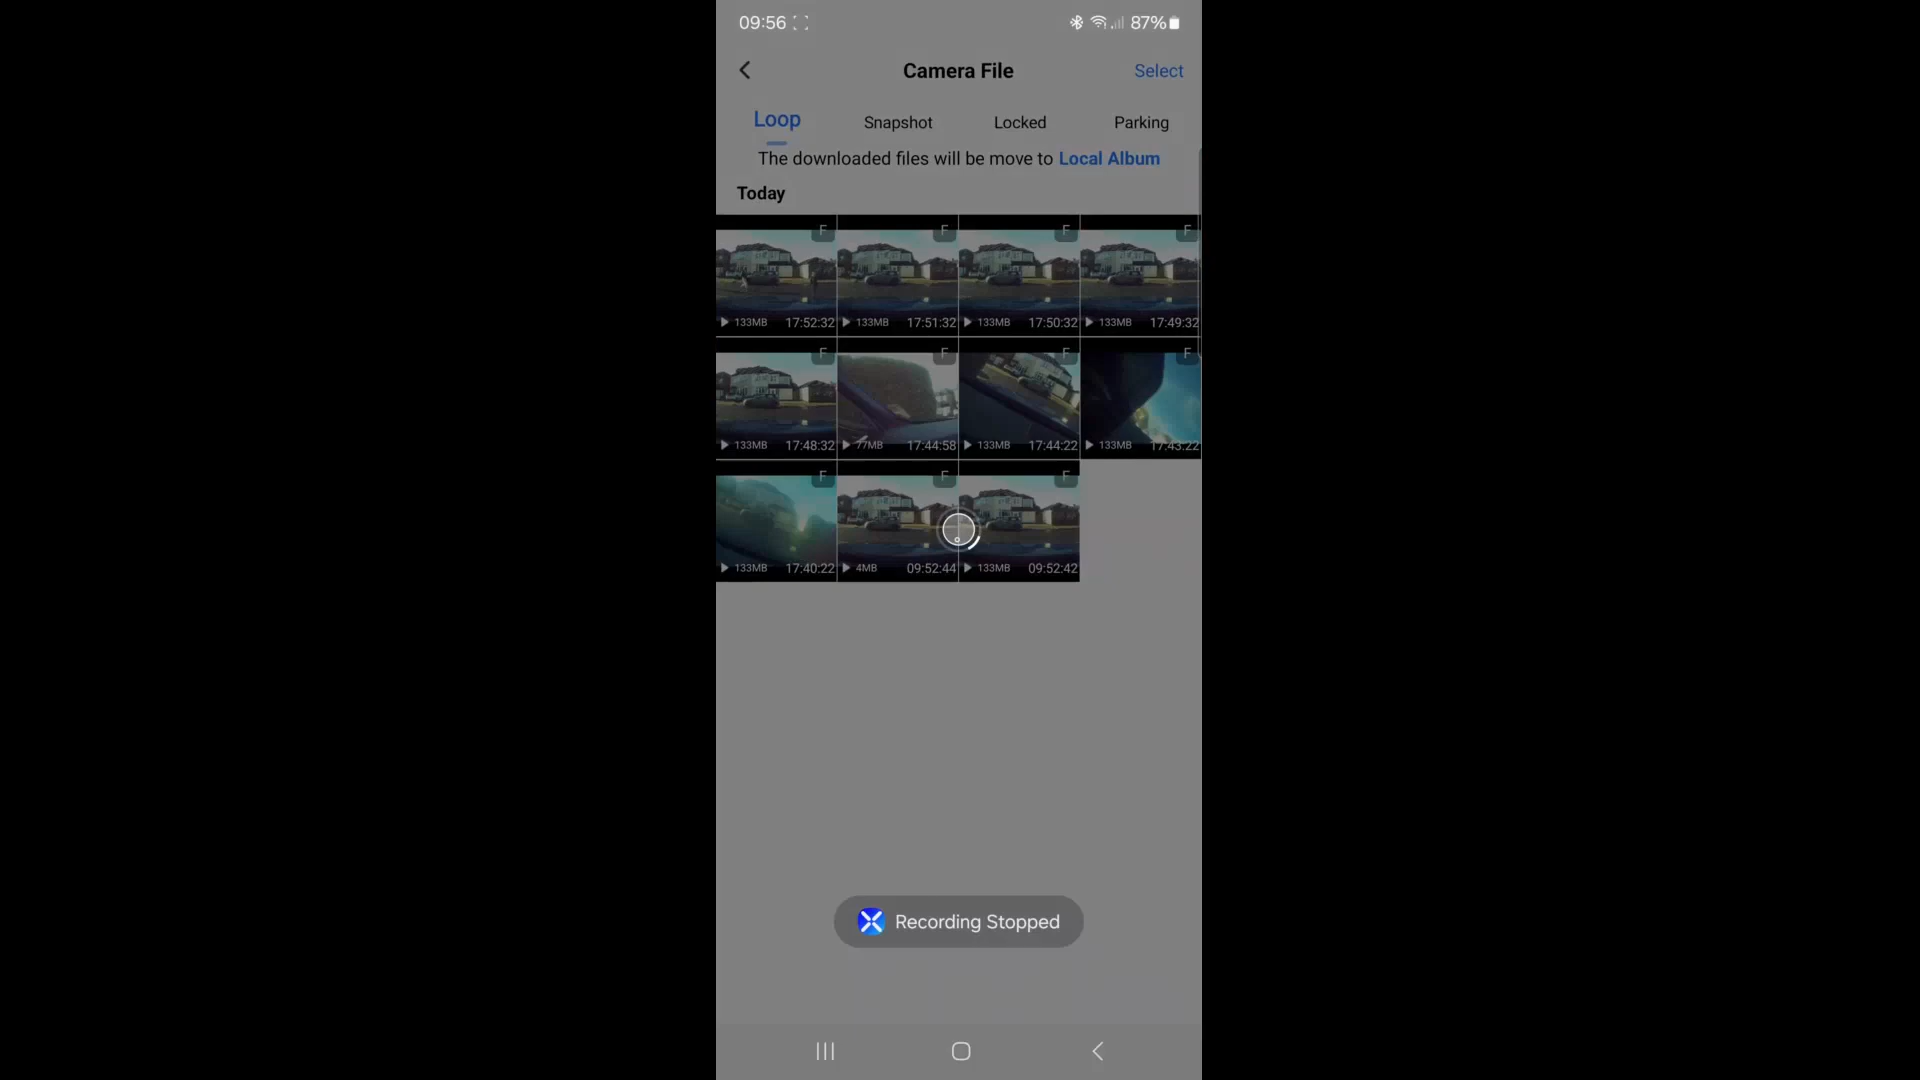 09:56 87%
Camera File Select
Loop Snapshot Locked Parking
The downloaded files will be move to Local Album
Today
F F F F
133MB 17:52:32 133MB 17:51:32 133MB 17:50:32 133MB 17:49:32
F F F F
133MB 17:48:32 77MB 17:44:58 133MB 17:44:22 133MB 17:43:22
F F F
133MB 17:40:22 4MB 09:52:44 133MB 09:52:42
Recording Stopped